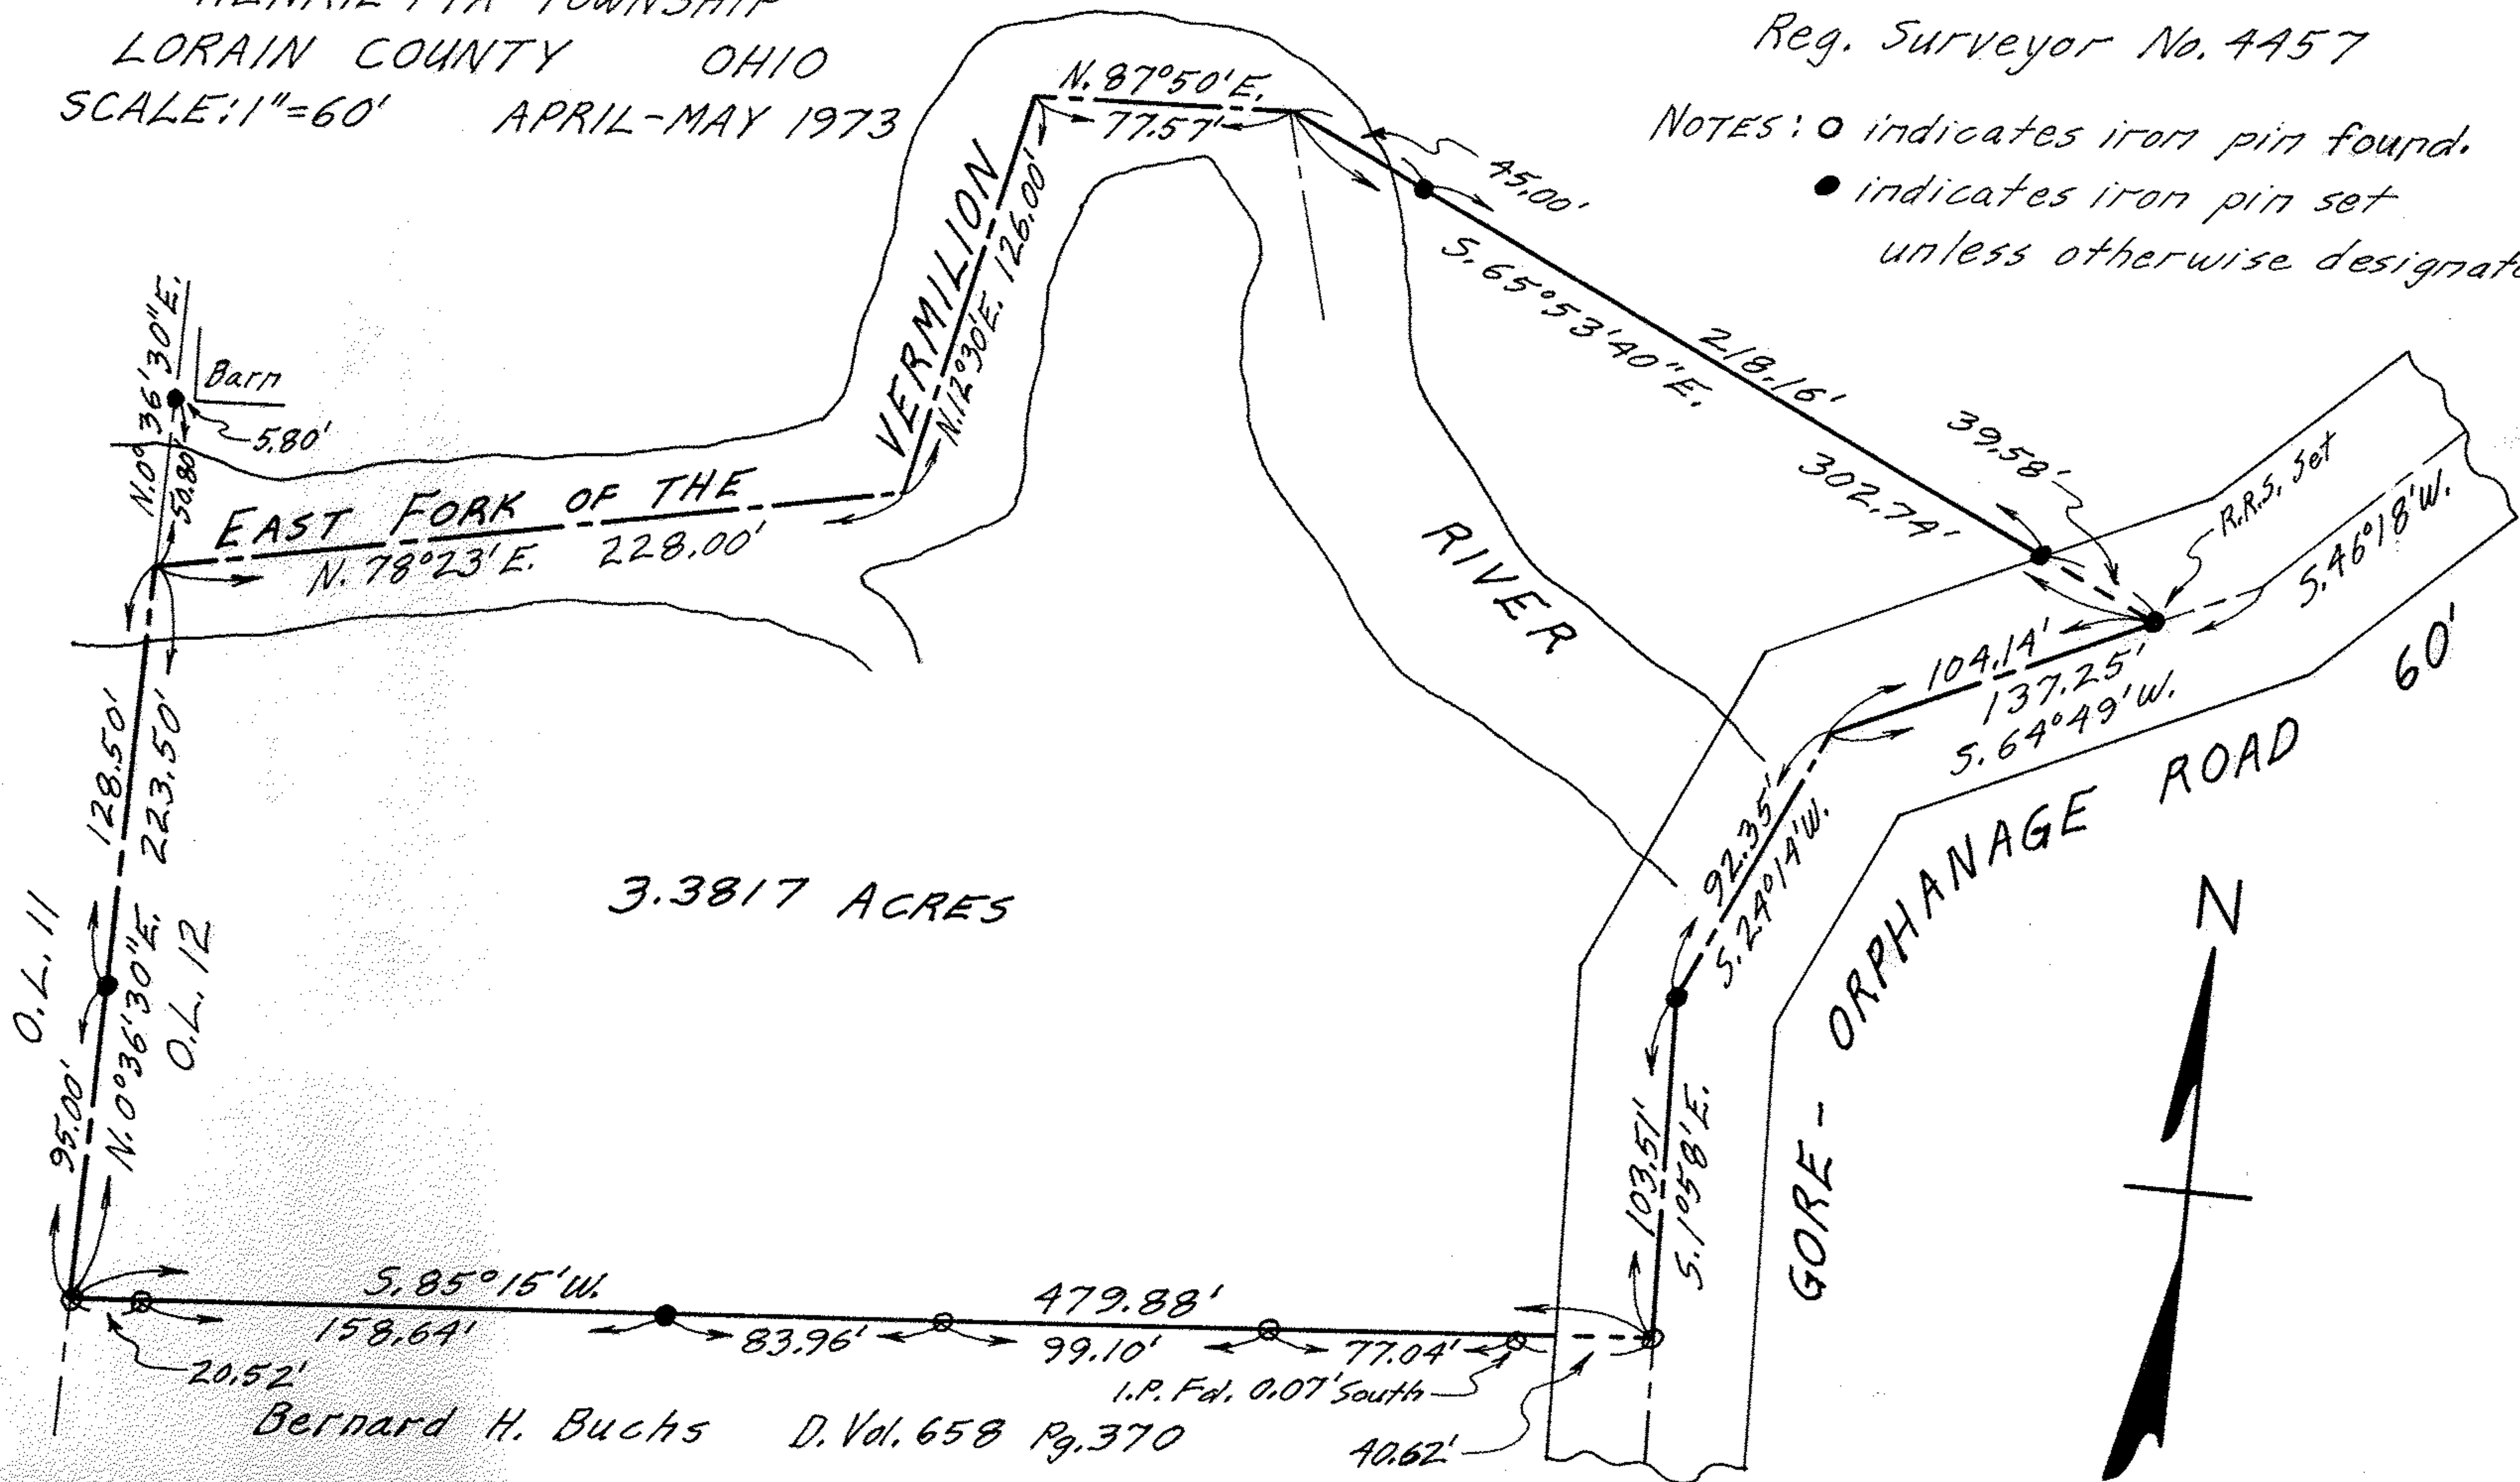 HENRIETTA TOWNSHIP
LORAIN COUNTY OHIO
SCALE: 1"=60' APRIL-MAY 1973
Reg. Surveyor No. 4457
NOTES: o indicates iron pin found.
● indicates iron pin set
unless otherwise designate
N. 87°50'E.
77.57'
45.00'
S. 65°53'40"E.
218.16'
302.74'
39.58'
R.R.S. Set
S. 46°18'W.
60'
N. 0°36'30"E.
Barn
5.80'
50.80'
EAST FORK OF THE
VERMILION
RIVER
N. 12°30'E. 126.00'
N. 78°23'E. 228.00'
104.14'
137.25'
S. 64°49'W.
92.35'
S. 24°14'W.
GORE - ORPHANAGE ROAD
128.50'
223.50'
O.L. 11
O.L. 12
N. 0°36'30"E.
95.00'
3.3817 ACRES
N
103.51'
S. 1°58'E.
S. 85°15'W.
479.88'
158.64'
83.96'
99.10'
77.04'
20.52'
I.P. Fd. 0.07' South
40.62'
Bernard H. Buchs D. Vol. 658 Pg. 370